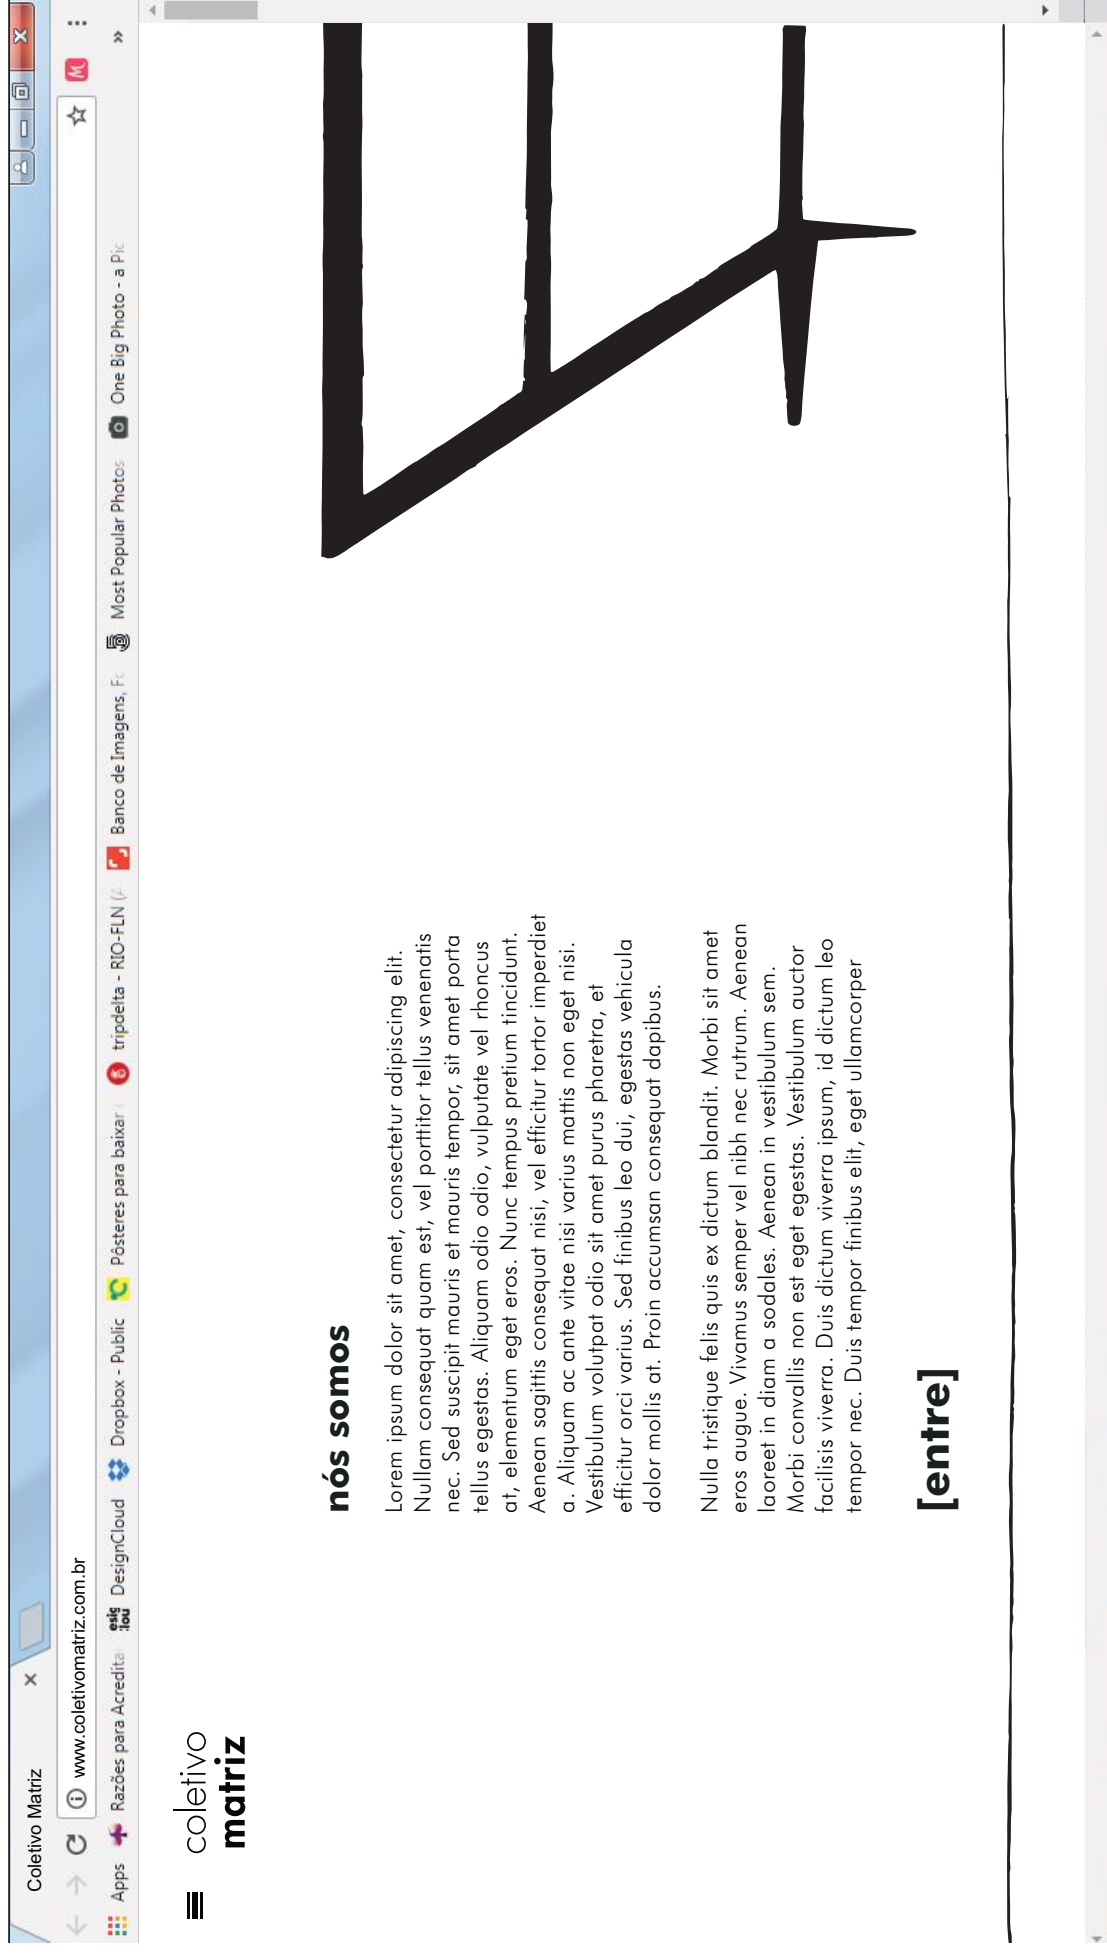 Coletivo Matriz
www.coletivomatriz.com.br
Apps
Razões para Acredita
esig
:lou
DesignCloud
Dropbox - Public
Pôsteres para baixar
tripdelta - RIO-FLN (
Banco de Imagens, Fo
Most Popular Photos
One Big Photo - a Pic
»
coletivo
matriz
nós somos
Lorem ipsum dolor sit amet, consectetur adipiscing elit.
Nullam consequat quam est, vel porttitor tellus venenatis
nec. Sed suscipit mauris et mauris tempor, sit amet porta
tellus egestas. Aliquam odio odio, vulputate vel rhoncus
at, elementum eget eros. Nunc tempus pretium tincidunt.
Aenean sagittis consequat nisi, vel efficitur tortor imperdiet
a. Aliquam ac ante vitae nisi varius mattis non eget nisi.
Vestibulum volutpat odio sit amet purus pharetra, et
efficitur orci varius. Sed finibus leo dui, egestas vehicula
dolor mollis at. Proin accumsan consequat dapibus.
Nulla tristique felis quis ex dictum blandit. Morbi sit amet
eros augue. Vivamus semper vel nibh nec rutrum. Aenean
laoreet in diam a sodales. Aenean in vestibulum sem.
Morbi convallis non est eget egestas. Vestibulum auctor
facilisis viverra. Duis dictum viverra ipsum, id dictum leo
tempor nec. Duis tempor finibus elit, eget ullamcorper
[entre]